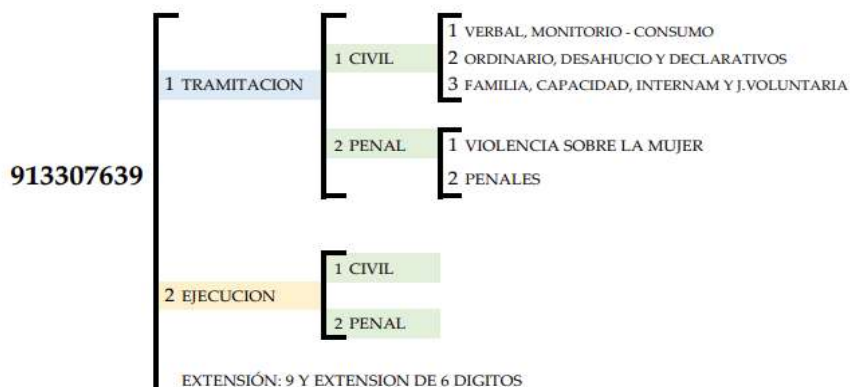 913307639
1 TRAMITACION
1 CIVIL
1 VERBAL, MONITORIO - CONSUMO
2 ORDINARIO, DESAHUCIO Y DECLARATIVOS
3 FAMILIA, CAPACIDAD, INTERNAM Y J.VOLUNTARIA
2 PENAL
1 VIOLENCIA SOBRE LA MUJER
2 PENALES
2 EJECUCION
1 CIVIL
2 PENAL
EXTENSIÓN: 9 Y EXTENSION DE 6 DIGITOS